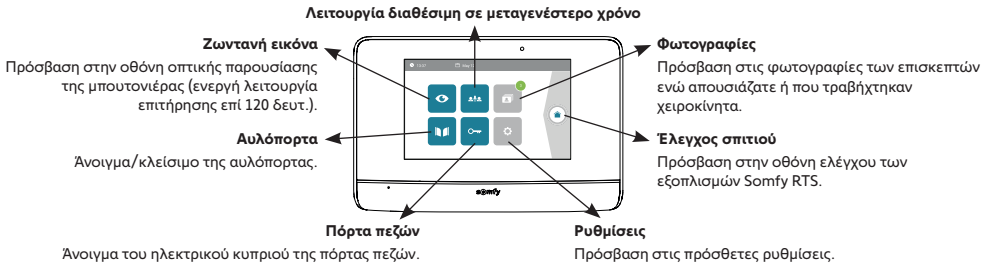 Λειτουργία διαθέσιμη σε μεταγενέστερο χρόνο
Ζωντανή εικόνα
Πρόσβαση στην οθόνη οπτικής παρουσίασης
της μπουτονιέρας (ενεργή λειτουργία
επιτήρησης επί 120 δευτ.).
Αυλόπορτα
Άνοιγμα/κλείσιμο της αυλόπορτας.
Φωτογραφίες
Πρόσβαση στις φωτογραφίες των επισκεπτών
ενώ απουσιάζατε ή που τραβήχτηκαν
χειροκίνητα.
Έλεγχος σπιτιού
Πρόσβαση στην οθόνη ελέγχου των
εξοπλισμών Somfy RTS.
somfy
Πόρτα πεζών
Άνοιγμα του ηλεκτρικού κυπριού της πόρτας πεζών.
Ρυθμίσεις
Πρόσβαση στις πρόσθετες ρυθμίσεις.